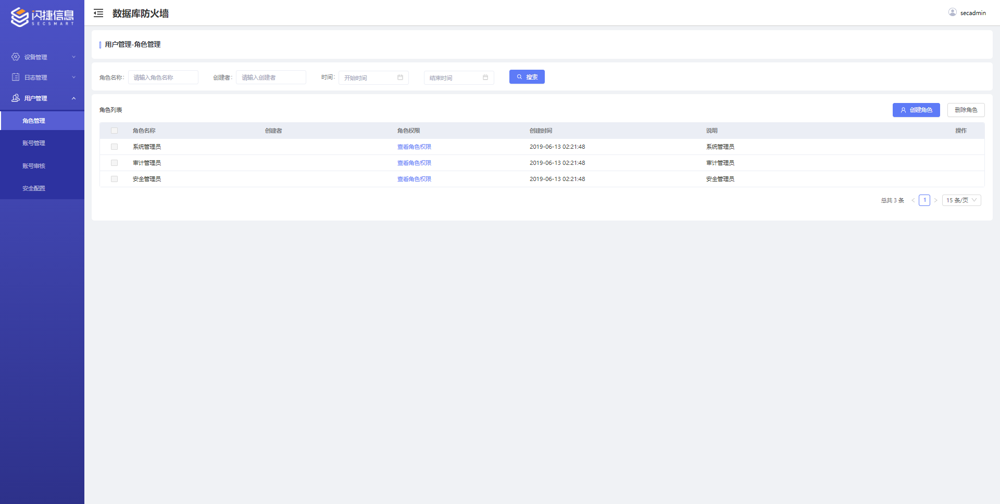 闪捷信息
SECSMART
数据库防火墙
secadmin
设备管理
日志管理
用户管理
角色管理
账号管理
账号审核
安全配置
用户管理-角色管理
角色名称: 请输入角色名称 创建者: 请输入创建者 时间: 开始时间 结束时间 搜索
角色列表 创建角色 删除角色
角色名称 创建者 角色权限 创建时间 说明 操作
系统管理员 查看角色权限 2019-06-13 02:21:48 系统管理员
审计管理员 查看角色权限 2019-06-13 02:21:48 审计管理员
安全管理员 查看角色权限 2019-06-13 02:21:48 安全管理员
总共 3 条 < 1 > 15 条/页